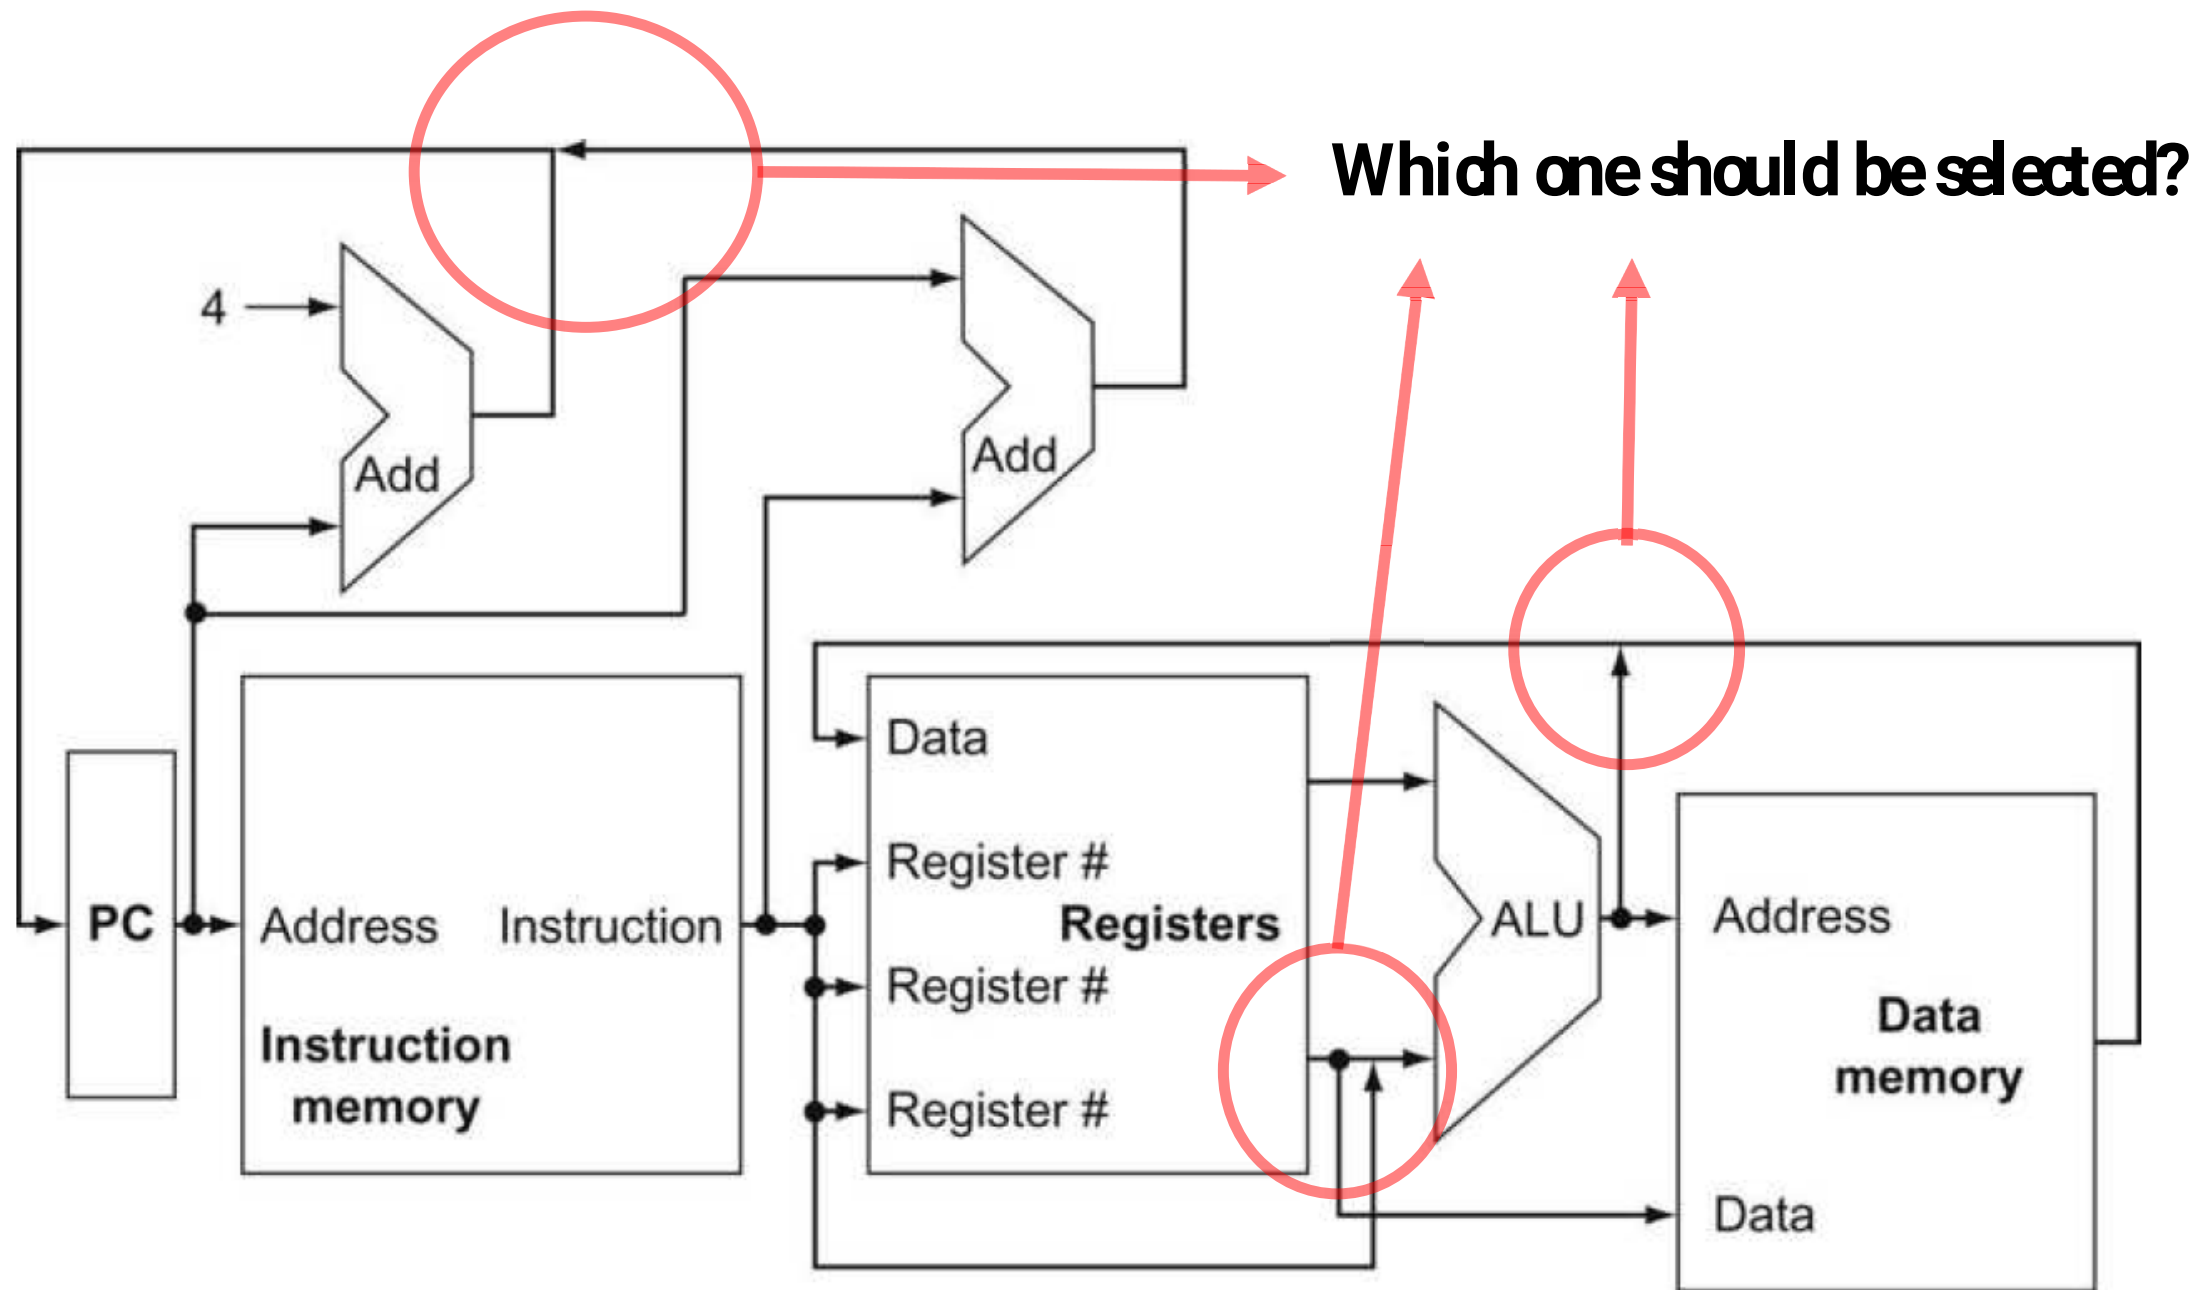 Which one should be selected?
4
Add
Add
Data
Register #
PC
Address
Instruction
Registers
ALU
Address
Register #
Instruction
memory
Data
memory
Register #
Data